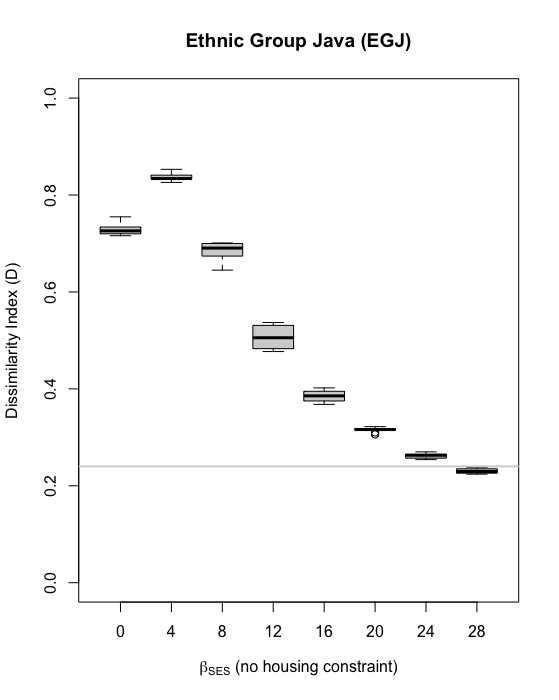 Ethnic Group Java (EGJ)
Dissimilarity Index (D)
1.0
0.8
0.6
0.4
0.2
0.0
0 4 8 12 16 20 24 28
βSES (no housing constraint)